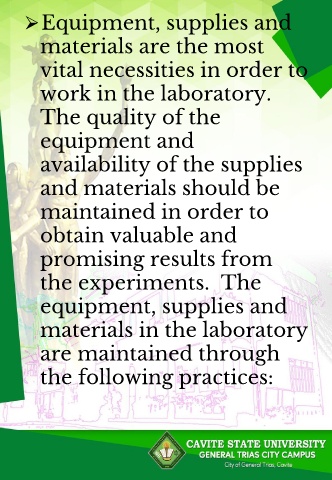 ➢Equipment, supplies and
materials are the most
vital necessities in order to
work in the laboratory.
The quality of the
equipment and
availability of the supplies
and materials should be
maintained in order to
obtain valuable and
promising results from
the experiments.  The
equipment, supplies and
materials in the laboratory
are maintained through
the following practices:
CAVITE STATE UNIVERSITY
GENERAL TRIAS CITY CAMPUS
City of General Trias, Cavite